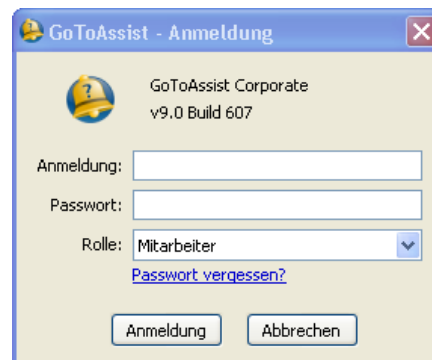 GoToAssist - Anmeldung
GoToAssist Corporate
v9.0 Build 607
Anmeldung:
Passwort:
Rolle: Mitarbeiter
Passwort vergessen?
Anmeldung Abbrechen